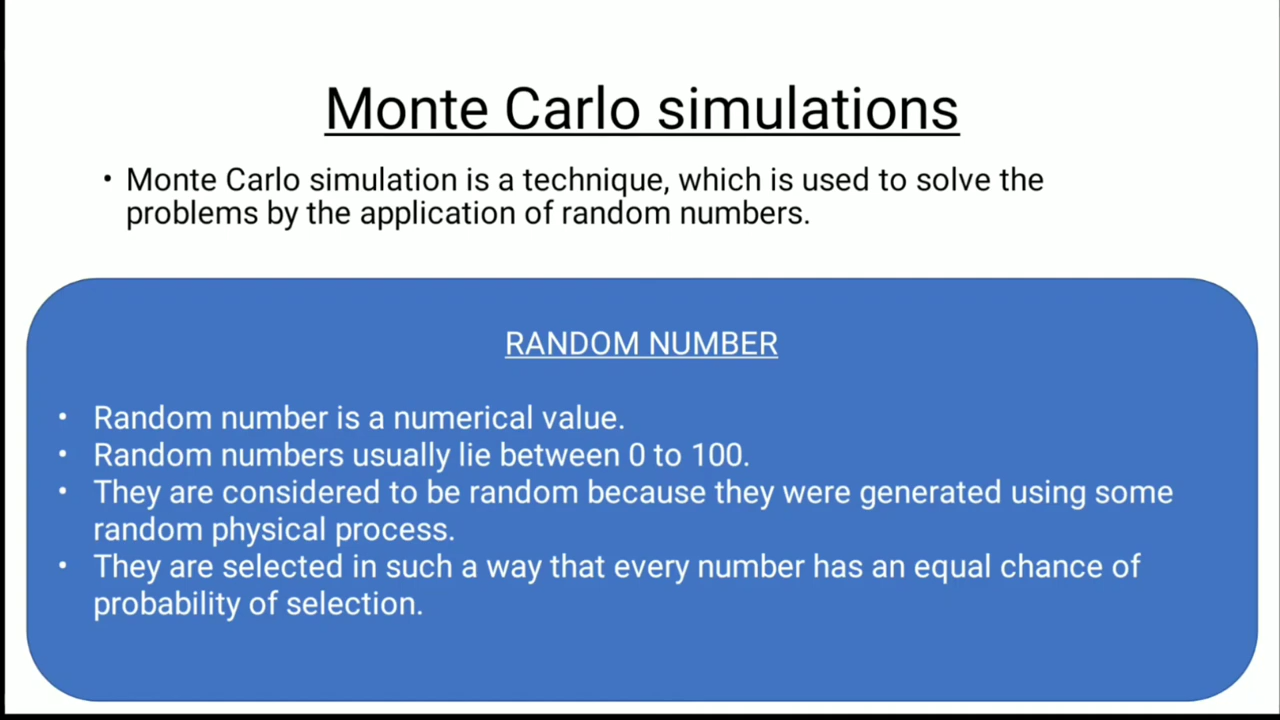 Monte Carlo simulations
• Monte Carlo simulation is a technique, which is used to solve the
problems by the application of random numbers.
RANDOM NUMBER
• Random number is a numerical value.
• Random numbers usually lie between 0 to 100.
• They are considered to be random because they were generated using some
random physical process.
• They are selected in such a way that every number has an equal chance of
probability of selection.